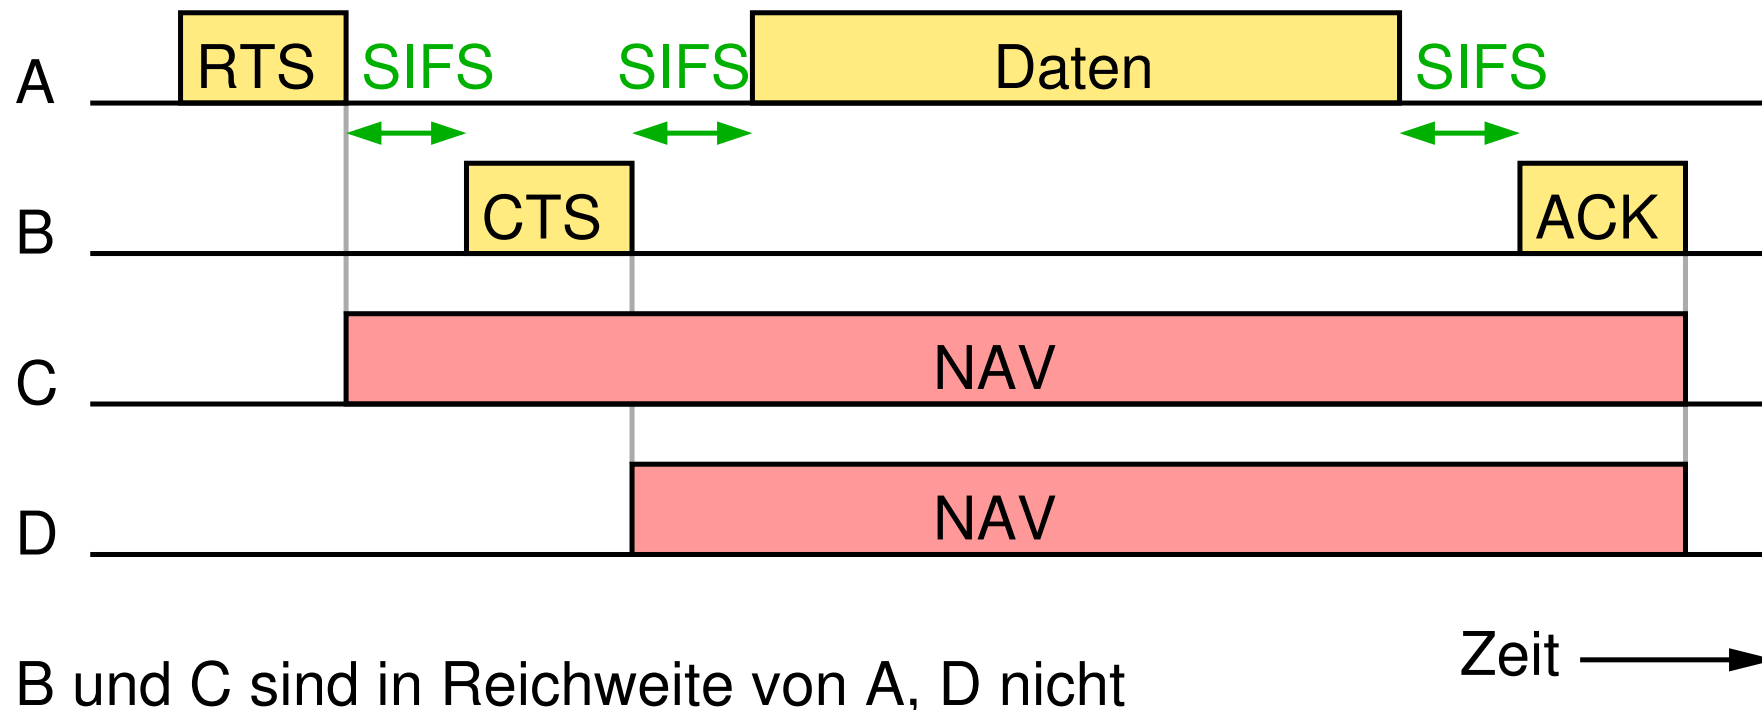 A RTS SIFS SIFS Daten SIFS
B CTS ACK
C NAV
D NAV
Zeit
B und C sind in Reichweite von A, D nicht